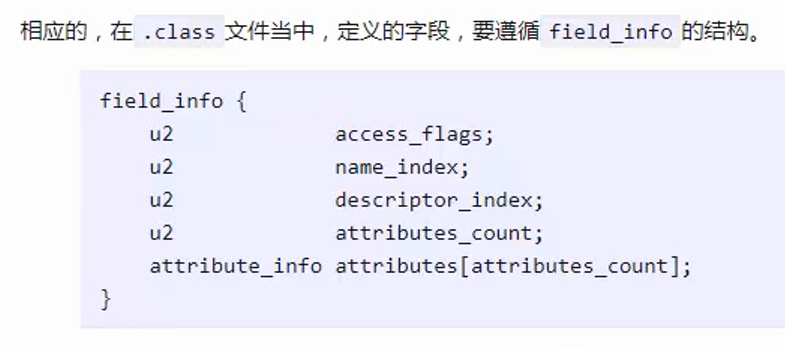 相应的，在 .class 文件当中，定义的字段，要遵循 field_info 的结构。
field_info {
    u2             access_flags;
    u2             name_index;
    u2             descriptor_index;
    u2             attributes_count;
    attribute_info attributes[attributes_count];
}